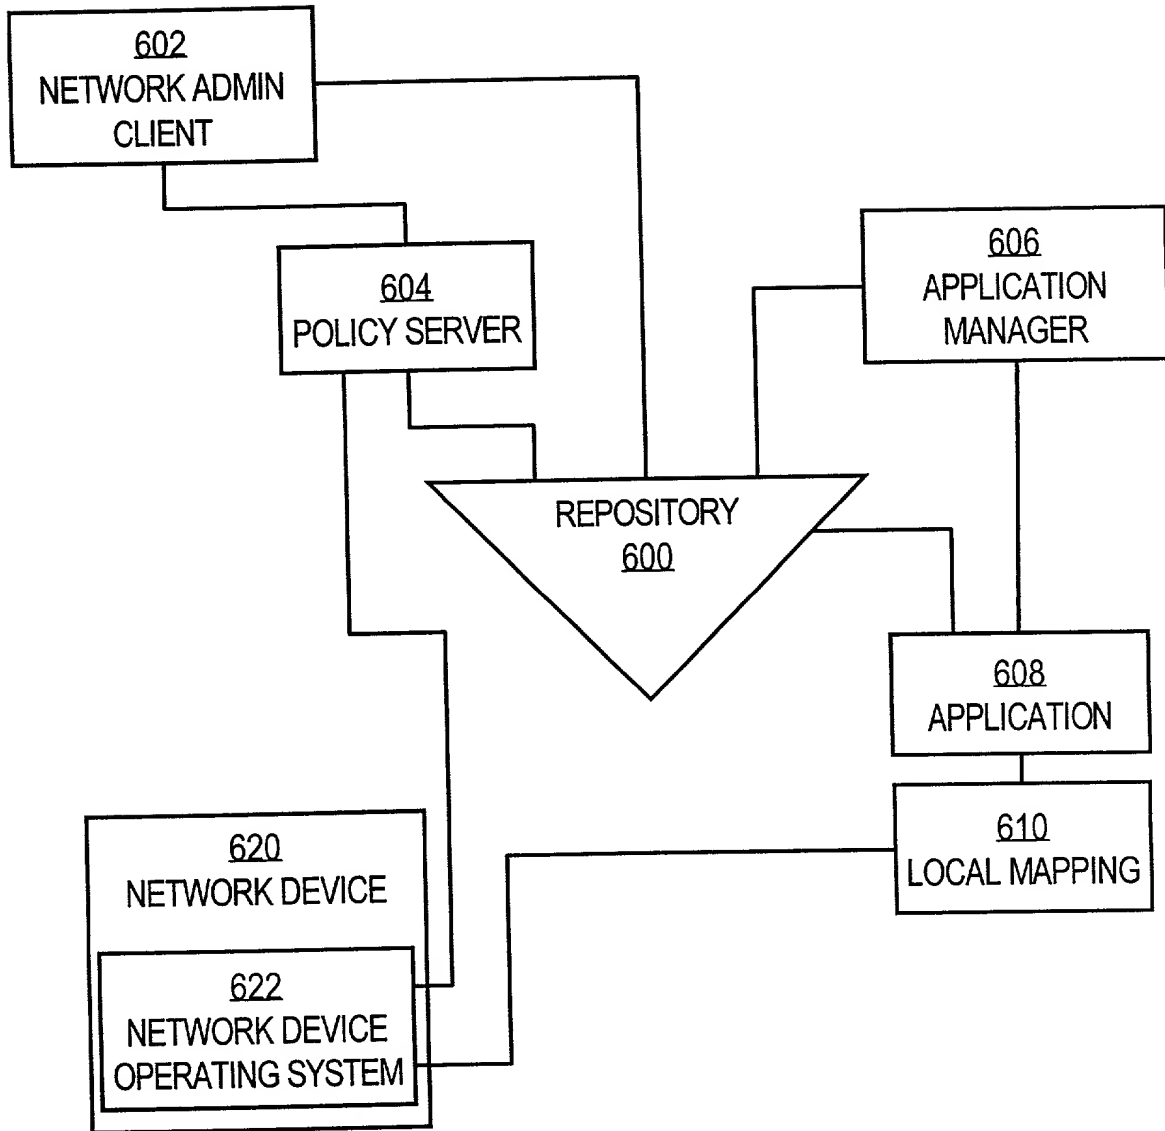 602
NETWORK ADMIN
CLIENT
604
POLICY SERVER
606
APPLICATION
MANAGER
REPOSITORY
600
608
APPLICATION
610
LOCAL MAPPING
620
NETWORK DEVICE
622
NETWORK DEVICE
OPERATING SYSTEM